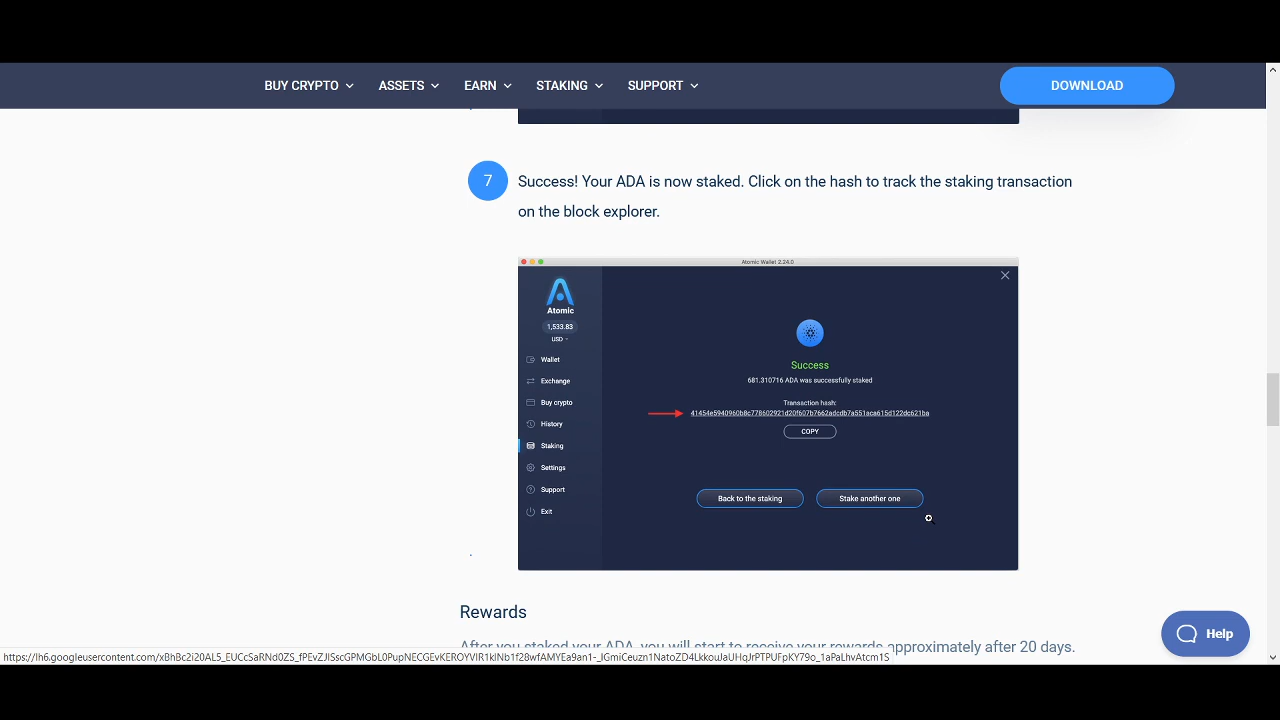 BUY CRYPTO ASSETS EARN STAKING SUPPORT DOWNLOAD
7
Success! Your ADA is now staked. Click on the hash to track the staking transaction
on the block explorer.
Atomic Wallet 2.24.0
Atomic
1,533.83
USD
Wallet
Exchange
Buy crypto
History
Staking
Settings
Support
Exit
Success
681.310716 ADA was successfully staked
Transaction hash:
41454e5940960b8c778602921d20f607b7662adcdb7a551aca615d122dc621ba
COPY
Back to the staking Stake another one
Rewards
After you staked your ADA, you will start to receive your rewards approximately after 20 days.
Help